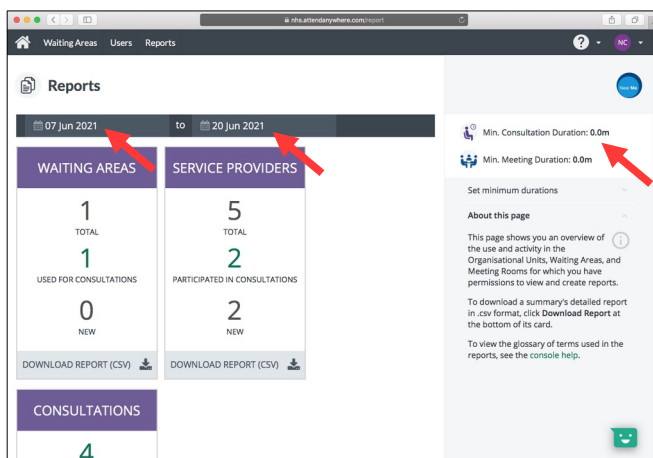 nhs.attendanywhere.com/report
Waiting Areas Users Reports
? NC
Reports
07 Jun 2021 to 20 Jun 2021
WAITING AREAS
1
TOTAL
1
USED FOR CONSULTATIONS
0
NEW
DOWNLOAD REPORT (CSV)
SERVICE PROVIDERS
5
TOTAL
2
PARTICIPATED IN CONSULTATIONS
2
NEW
DOWNLOAD REPORT (CSV)
CONSULTATIONS
4
Near Me
Min. Consultation Duration: 0.0m
Min. Meeting Duration: 0.0m
Set minimum durations
About this page
This page shows you an overview of
the use and activity in the
Organisational Units, Waiting Areas, and
Meeting Rooms for which you have
permissions to view and create reports.
To download a summary's detailed report
in .csv format, click Download Report at
the bottom of its card.
To view the glossary of terms used in the
reports, see the console help.